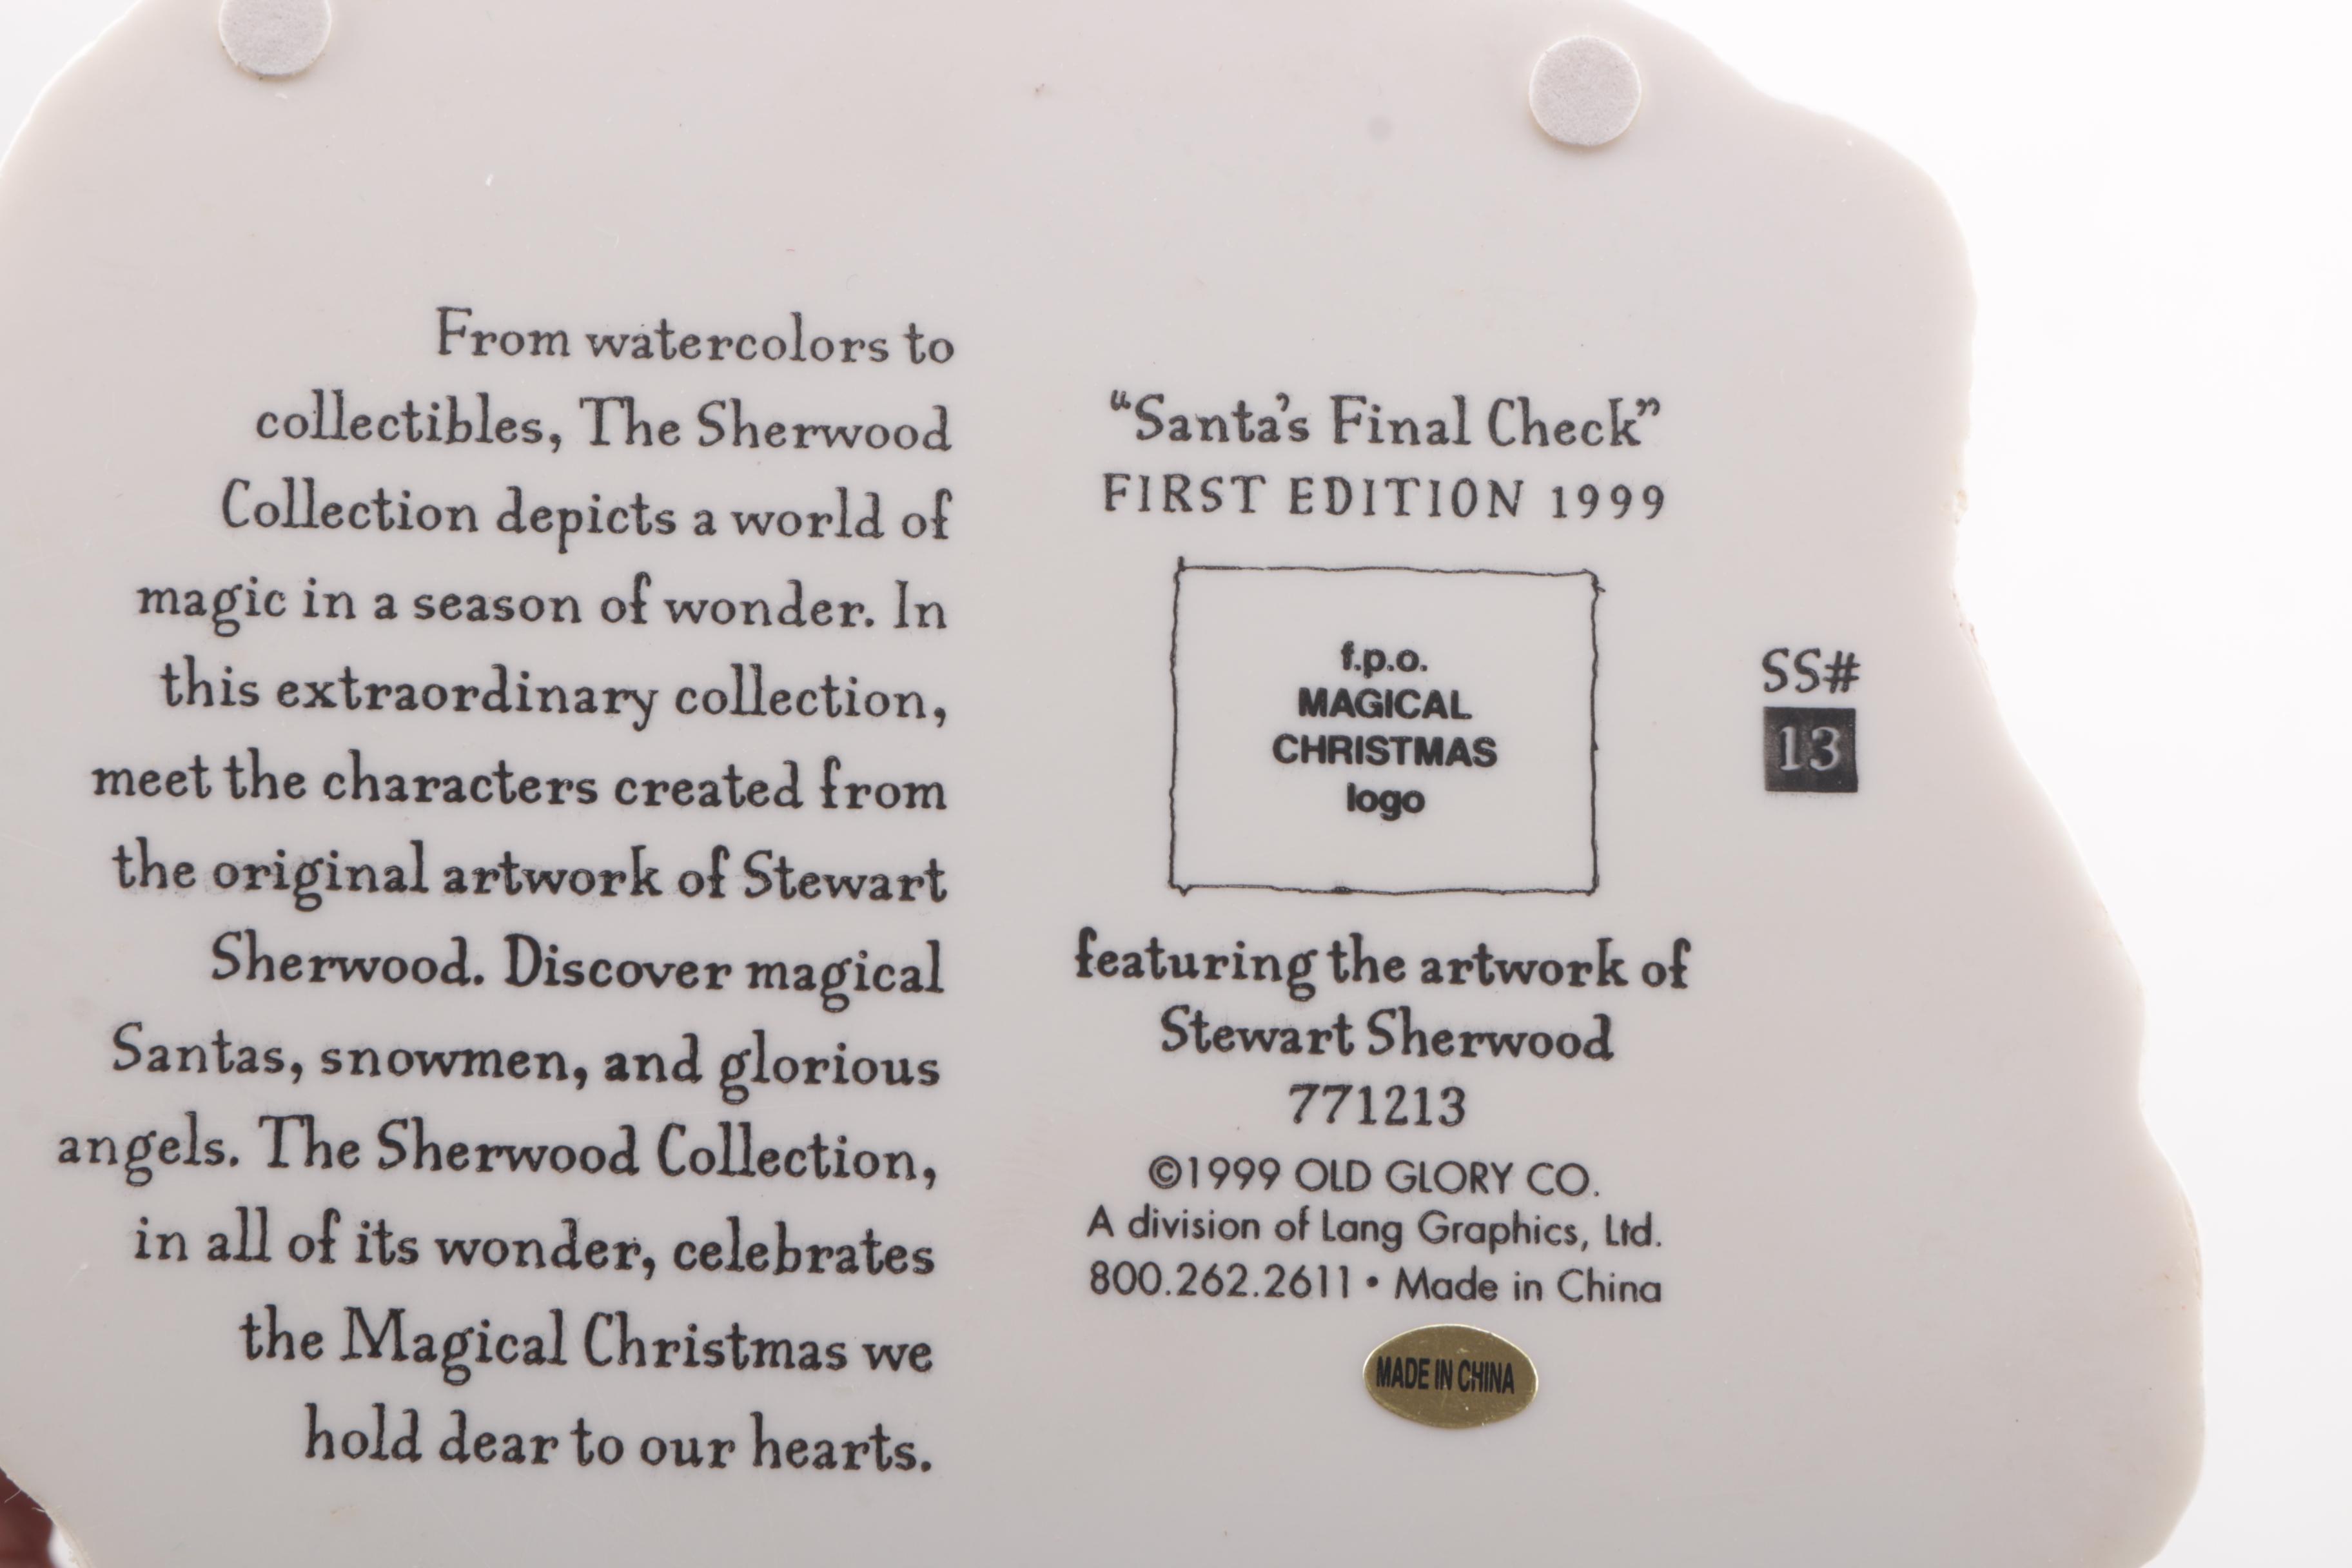 From watercolors to
collectibles, The Sherwood
Collection depicts a world of
magic in a season of wonder. In
this extraordinary collection,
meet the characters created from
the original artwork of Stewart
Sherwood. Discover magical
Santas, snowmen, and glorious
angels. The Sherwood Collection,
in all of its wonder, celebrates
the Magical Christmas we
hold dear to our hearts.
“Santa’s Final Check”
FIRST EDITION 1999
f.p.o.
MAGICAL
CHRISTMAS
logo
featuring the artwork of
Stewart Sherwood
771213
©1999 OLD GLORY CO.
A division of Lang Graphics, Ltd.
800.262.2611 • Made in China
MADE IN CHINA
SS#
13